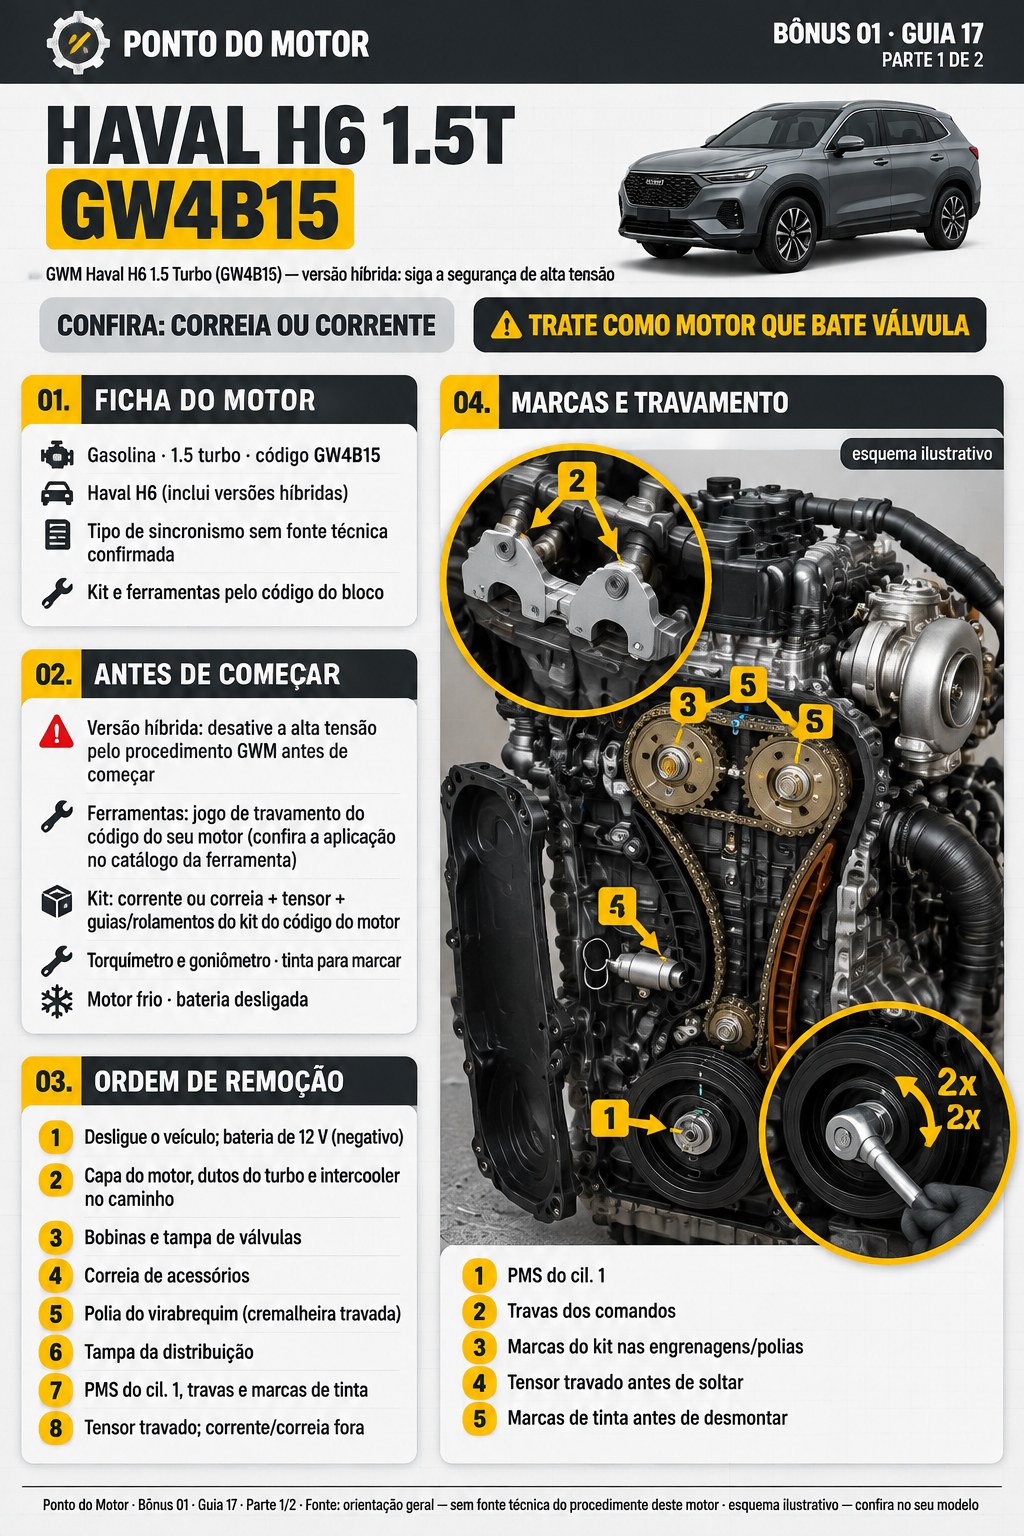 PONTO DO MOTOR
BÔNUS 01 · GUIA 17
PARTE 1 DE 2
HAVAL H6 1.5T
GW4B15
GWM Haval H6 1.5 Turbo (GW4B15) — versão híbrida: siga a segurança de alta tensão
CONFIRA: CORREIA OU CORRENTE
TRATE COMO MOTOR QUE BATE VÁLVULA
01. FICHA DO MOTOR
Gasolina · 1.5 turbo · código GW4B15
Haval H6 (inclui versões híbridas)
Tipo de sincronismo sem fonte técnica
confirmada
Kit e ferramentas pelo código do bloco
02. ANTES DE COMEÇAR
Versão híbrida: desative a alta tensão
pelo procedimento GWM antes de
começar
Ferramentas: jogo de travamento do
código do seu motor (confira a aplicação
no catálogo da ferramenta)
Kit: corrente ou correia + tensor +
guias/rolamentos do kit do código do motor
Torquímetro e goniômetro · tinta para marcar
Motor frio · bateria desligada
03. ORDEM DE REMOÇÃO
1 Desligue o veículo; bateria de 12 V (negativo)
2 Capa do motor, dutos do turbo e intercooler
no caminho
3 Bobinas e tampa de válvulas
4 Correia de acessórios
5 Polia do virabrequim (cremalheira travada)
6 Tampa da distribuição
7 PMS do cil. 1, travas e marcas de tinta
8 Tensor travado; corrente/correia fora
04. MARCAS E TRAVAMENTO
esquema ilustrativo
2
5
3
5
4
1
2x
2x
1 PMS do cil. 1
2 Travas dos comandos
3 Marcas do kit nas engrenagens/polias
4 Tensor travado antes de soltar
5 Marcas de tinta antes de desmontar
Ponto do Motor · Bônus 01 · Guia 17 · Parte 1/2 · Fonte: orientação geral — sem fonte técnica do procedimente deste motor · esquema ilustrativo — confira no seu modelo